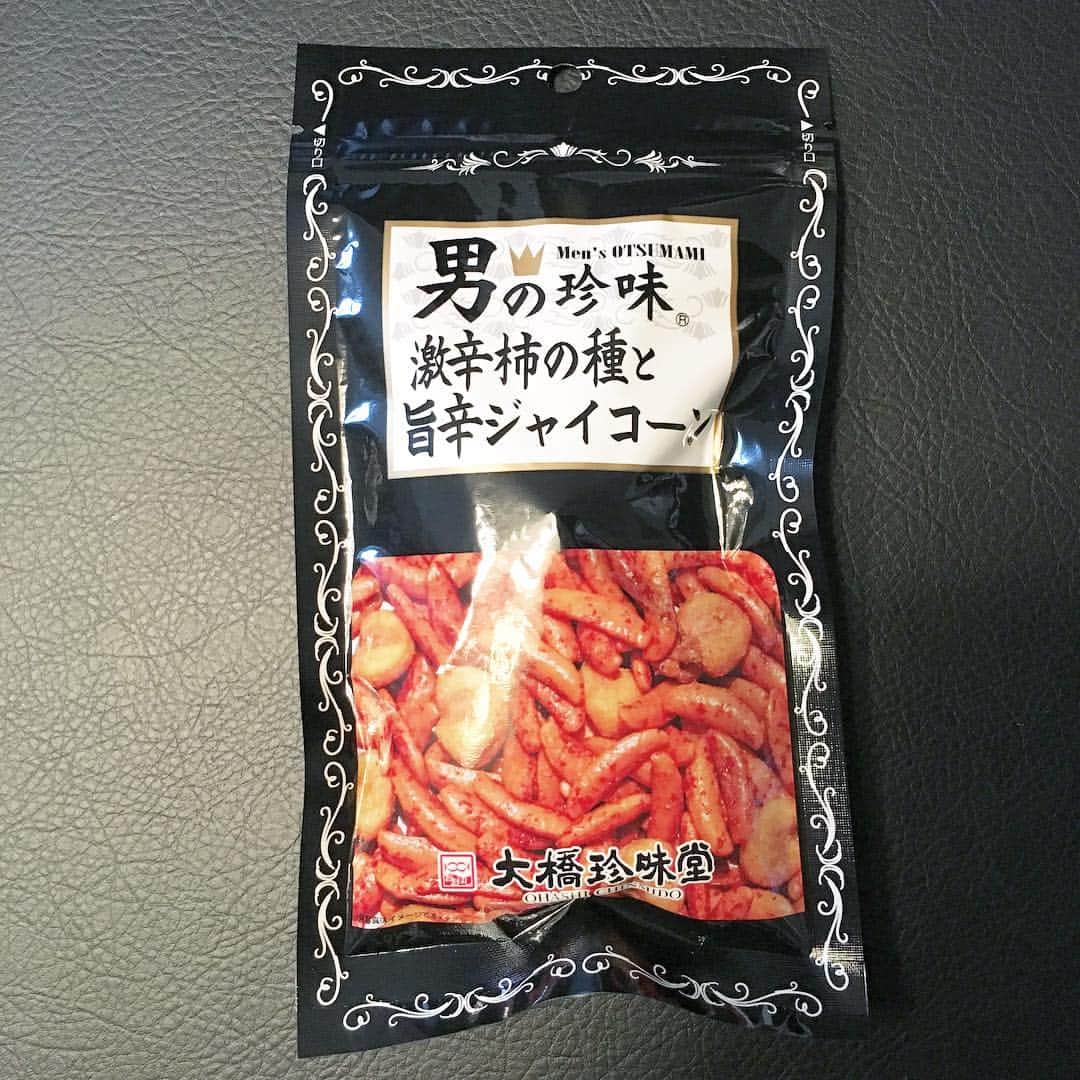 ▲切り口
▲切り口
Men's OTSUMAMI
男の珍味®
激辛柿の種と
旨辛ジャイコーン
大橋珍味堂
OHASHI CHINMIDO